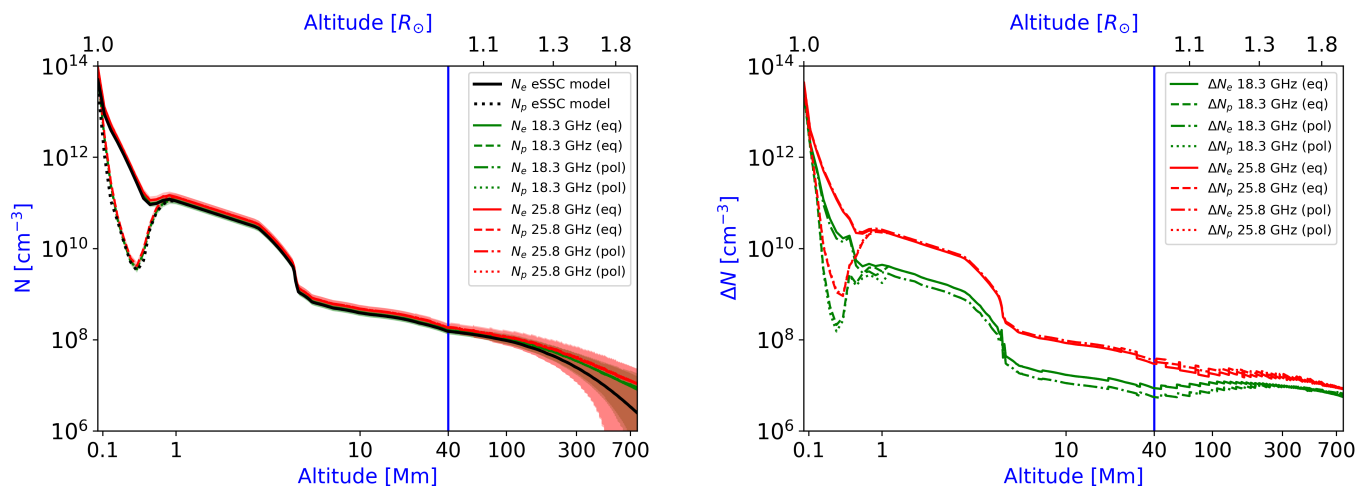 Altitude [R⊙]
1.0 1.1 1.3 1.5 1.8
10^14
10^12
10^10
10^8
10^6
N [cm^−3]
N_e eSSC model
N_p eSSC model
N_e 18.3 GHz (eq)
N_p 18.3 GHz (eq)
N_e 18.3 GHz (pol)
N_p 18.3 GHz (pol)
N_e 25.8 GHz (eq)
N_p 25.8 GHz (eq)
N_e 25.8 GHz (pol)
N_p 25.8 GHz (pol)
0.1 1 10 40 100 300 700
Altitude [Mm]
Altitude [R⊙]
1.0 1.1 1.3 1.8
10^14
10^12
10^10
10^8
10^6
ΔN [cm^−3]
ΔN_e 18.3 GHz (eq)
ΔN_p 18.3 GHz (eq)
ΔN_e 18.3 GHz (pol)
ΔN_p 18.3 GHz (pol)
ΔN_e 25.8 GHz (eq)
ΔN_p 25.8 GHz (eq)
ΔN_e 25.8 GHz (pol)
ΔN_p 25.8 GHz (pol)
0.1 1 10 40 100 300 700
Altitude [Mm]